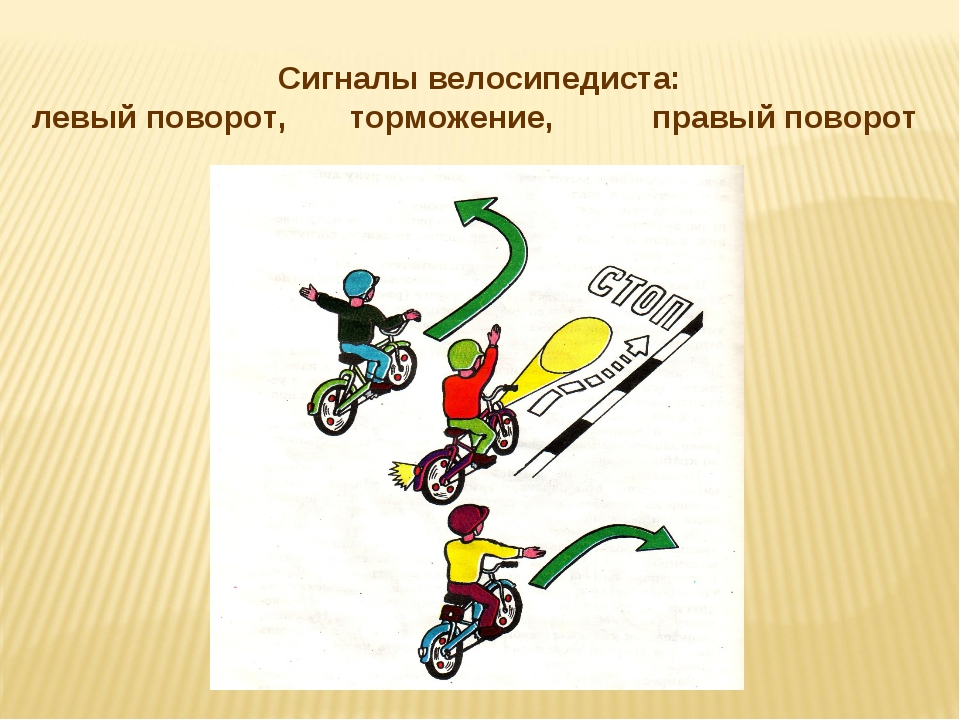 Сигналы велосипедиста:
левый поворот, торможение, правый поворот
СТОП